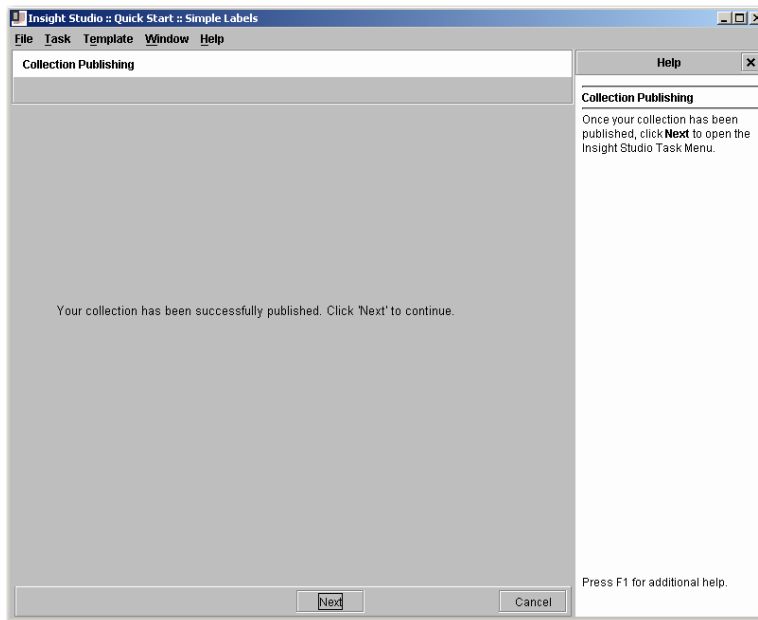 Insight Studio :: Quick Start :: Simple Labels
File Task Template Window Help
Collection Publishing
Your collection has been successfully published. Click 'Next' to continue.
Next
Cancel
Help
Collection Publishing
Once your collection has been
published, click Next to open the
Insight Studio Task Menu.
Press F1 for additional help.